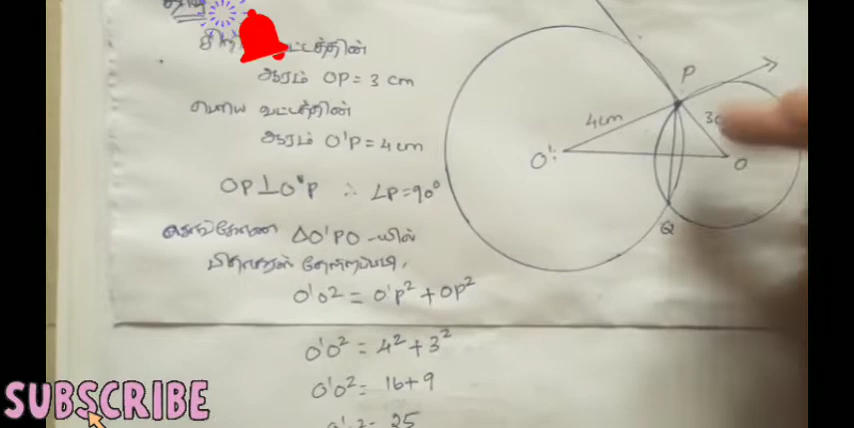 வட்டத்தின்
ஆரம் OP = 3 cm
பெரிய வட்டத்தின்
ஆரம் O'P = 4 cm
OP ⊥ O'P ∴ ∠P = 90°
செங்கோண ΔO'PO -யில்
பிதாகரஸ் தேற்றப்படி,
O'O² = O'P² + OP²
O'O² = 4² + 3²
O'O² = 16 + 9
25
P
4cm
O'
O
Q
SUBSCRIBE